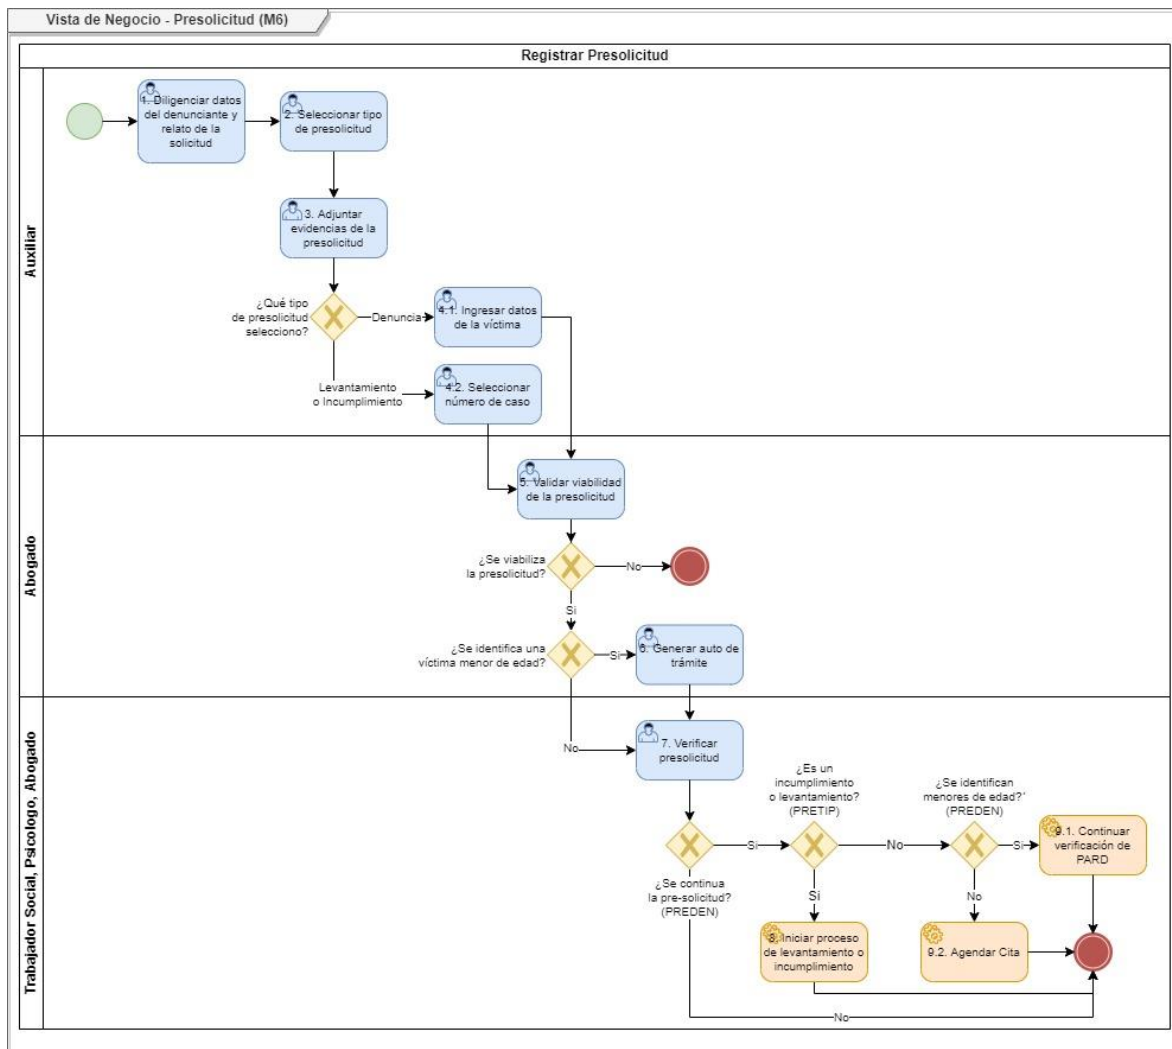 Vista de Negocio - Presolicitud (M6)
Registrar Presolicitud
Auxiliar
1. Diligenciar datos
del denunciante y
relato de la
solicitud
2. Seleccionar tipo
de presolicitud
3. Adjuntar
evidencias de la
presolicitud
¿Qué tipo
de presolicitud
selecciono?
Denuncia
4.1. Ingresar datos
de la víctima
Levantamiento
o Incumplimiento
4.2. Seleccionar
número de caso
Abogado
5. Validar viabilidad
de la presolicitud
¿Se viabiliza
la presolicitud?
No
Si
¿Se identifica una
víctima menor de edad?
Si
6. Generar auto de
trámite
Trabajador Social, Psicologo, Abogado
No
7. Verificar
presolicitud
¿Se continua
la pre-solicitud?
(PREDEN)
Si
¿Es un
incumplimiento
o levantamiento?
(PRETIP)
No
¿Se identifican
menores de edad?'
(PREDEN)
Si
9.1. Continuar
verificación de
PARD
Si
8. Iniciar proceso
de levantamiento o
incumplimiento
No
9.2. Agendar Cita
No